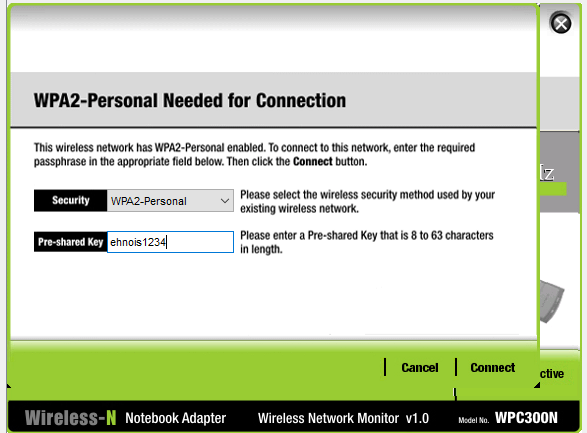 WPA2-Personal Needed for Connection
This wireless network has WPA2-Personal enabled. To connect to this network, enter the required
passphrase in the appropriate field below. Then click the Connect button.
Security
WPA2-Personal
Please select the wireless security method used by your
existing wireless network.
Pre-shared Key
ehnois1234
Please enter a Pre-shared Key that is 8 to 63 characters
in length.
Cancel
Connect
Wireless-N Notebook Adapter Wireless Network Monitor v1.0 Model No. WPC300N